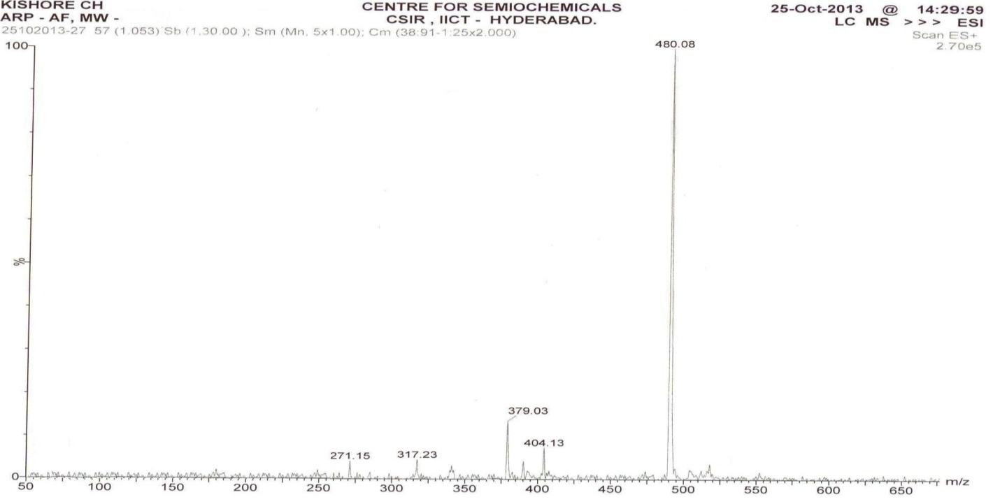 KISHORE CH
ARP - AF, MW -
CENTRE FOR SEMIOCHEMICALS
CSIR , IICT - HYDERABAD.
25-Oct-2013 @ 14:29:59
LC MS >>> ESI
25102013-27 57 (1.053) Sb (1,30.00 ); Sm (Mn, 5x1.00); Cm (38:91-1:25x2.000)
Scan ES+
2.70e5
100
%
0
480.08
379.03
404.13
271.15
317.23
50 100 150 200 250 300 350 400 450 500 550 600 650 m/z